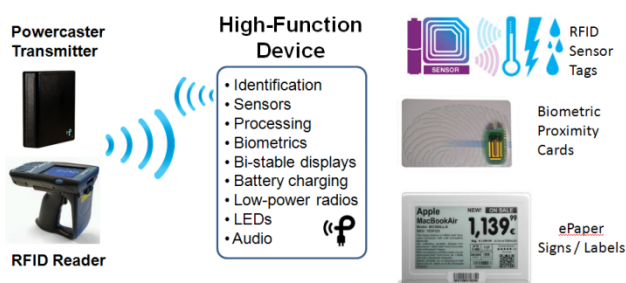 Powercaster
Transmitter
RFID Reader
High-Function
Device
• Identification
• Sensors
• Processing
• Biometrics
• Bi-stable displays
• Battery charging
• Low-power radios
• LEDs
• Audio
SENSOR
RFID
Sensor
Tags
Biometric
Proximity
Cards
Apple
MacBookAir
NEW! ON SALE
1,139.99 €
ePaper
Signs / Labels